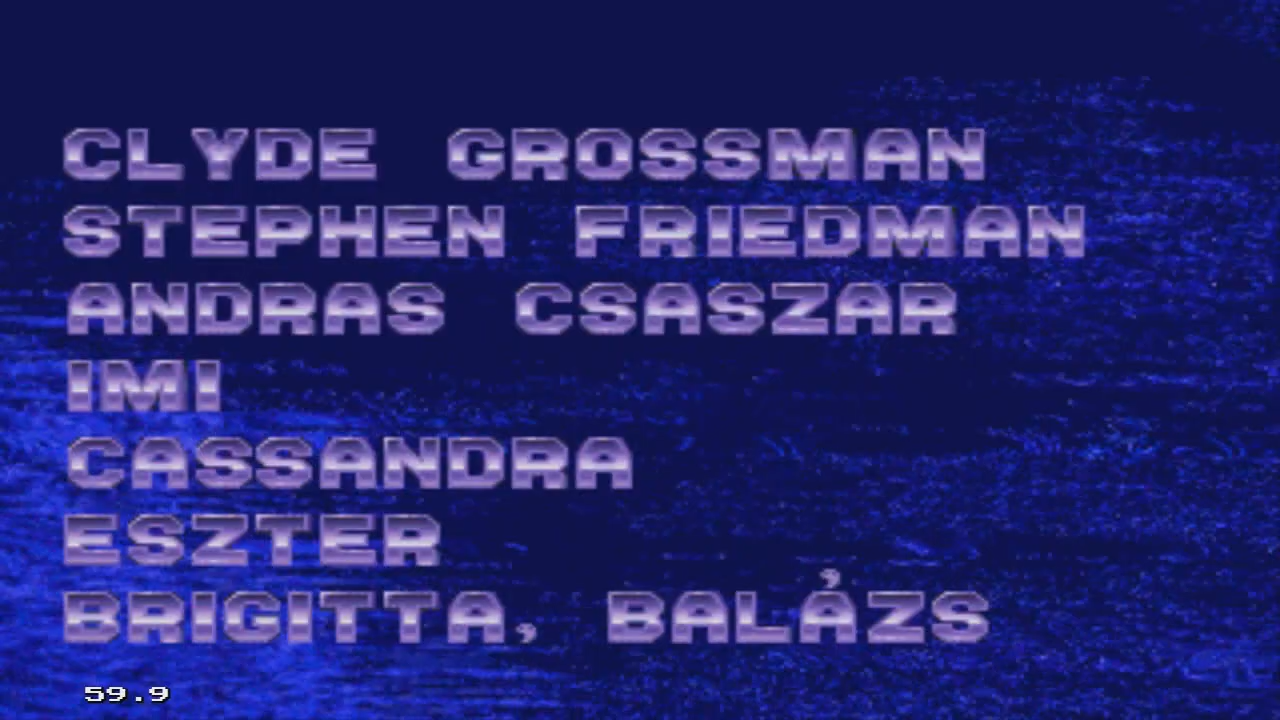 CLYDE GROSSMAN
STEPHEN FRIEDMAN
ANDRAS CSASZAR
IMI
CASSANDRA
ESZTER
BRIGITTA, BALÁZS
59.9